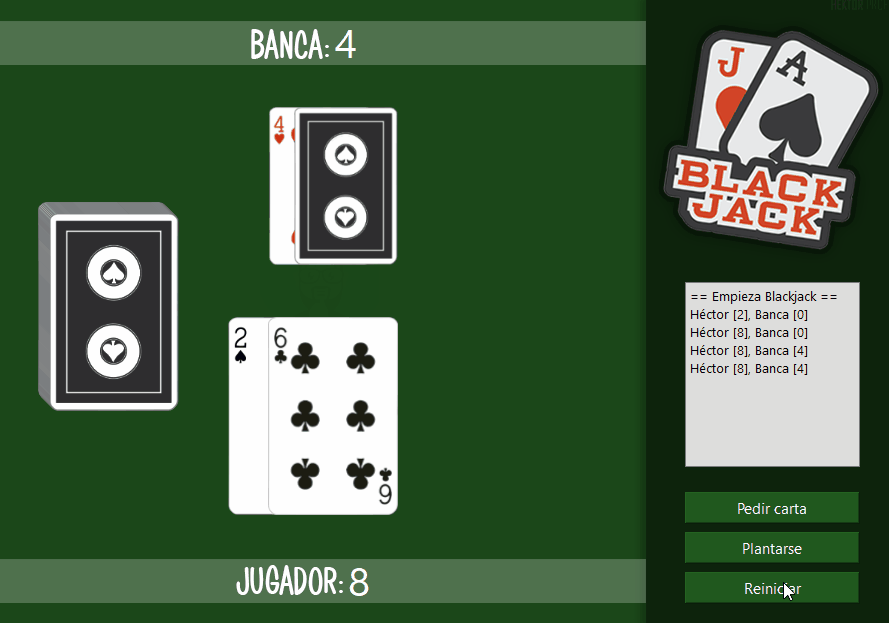 BANCA: 4
J
A
BLACK
JACK
4
2
6
6
== Empieza Blackjack ==
Héctor [2], Banca [0]
Héctor [8], Banca [0]
Héctor [8], Banca [4]
Héctor [8], Banca [4]
Pedir carta
Plantarse
Reiniciar
JUGADOR: 8